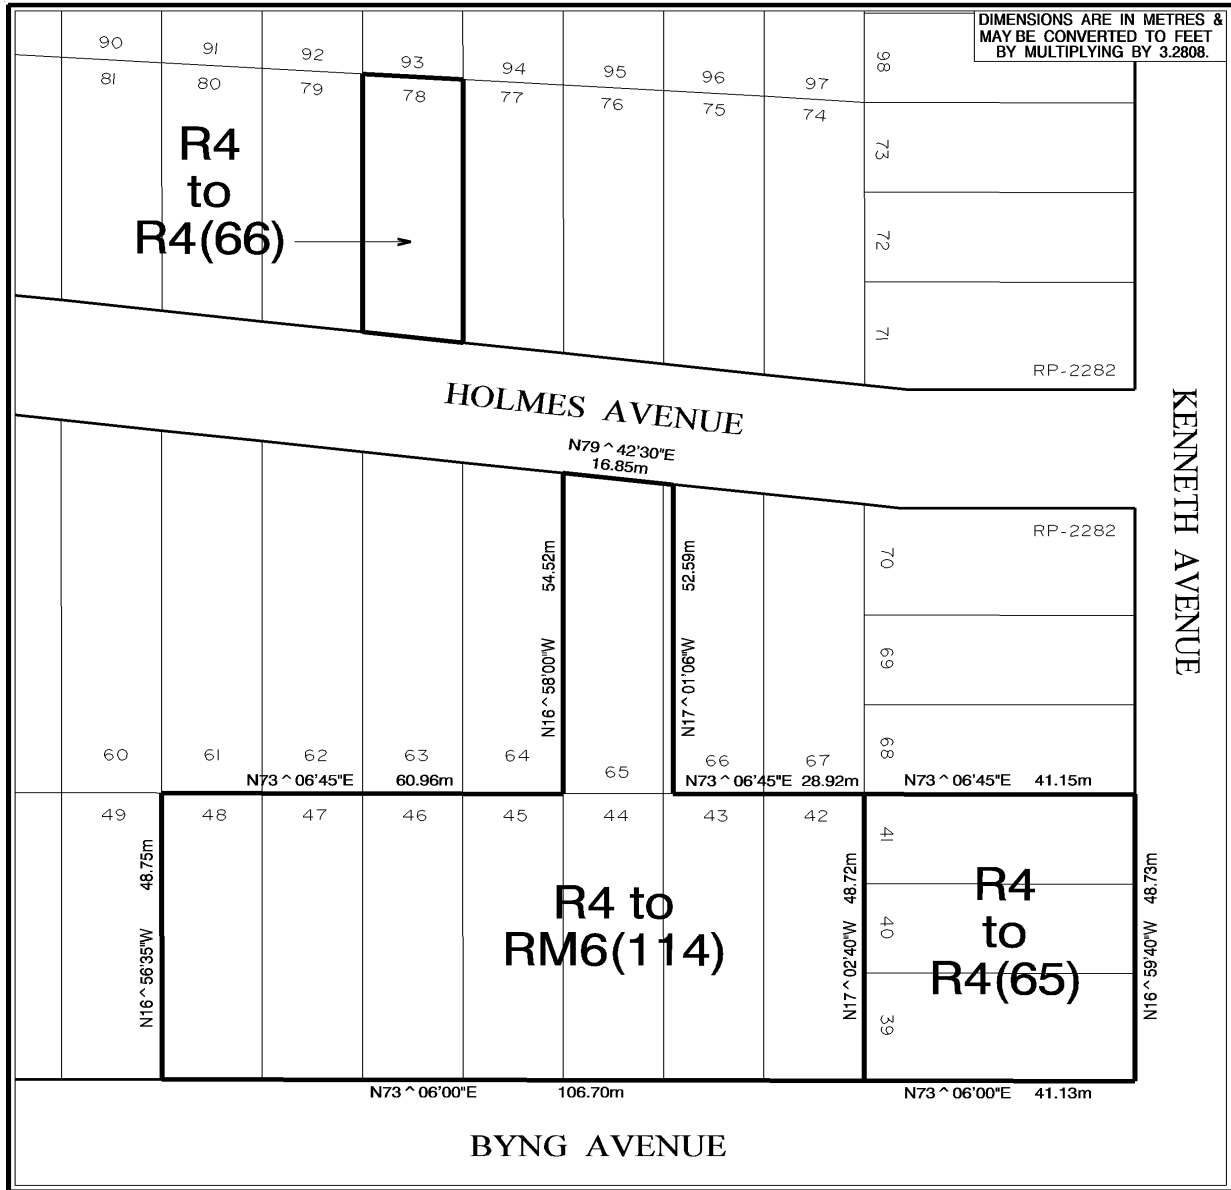 DIMENSIONS ARE IN METRES &
MAY BE CONVERTED TO FEET
BY MULTIPLYING BY 3.2808.
90
91
92
93
94
95
96
97
98
81
80
79
78
77
76
75
74
73
72
71
R4
to
R4(66)
RP-2282
HOLMES AVENUE
KENNETH AVENUE
N79^42'30"E
16.85m
RP-2282
54.52m
N16^58'00"W
52.59m
N17^01'06"W
70
69
68
60
61
62
63
64
65
66
67
N73^06'45"E 60.96m
N73^06'45"E 28.92m
N73^06'45"E 41.15m
49
48
47
46
45
44
43
42
41
40
39
N16^56'35"W 48.75m
R4 to
RM6(114)
N17^02'40"W 48.72m
R4
to
R4(65)
N16^59'40"W 48.73m
N73^06'00"E 106.70m
N73^06'00"E 41.13m
BYNG AVENUE